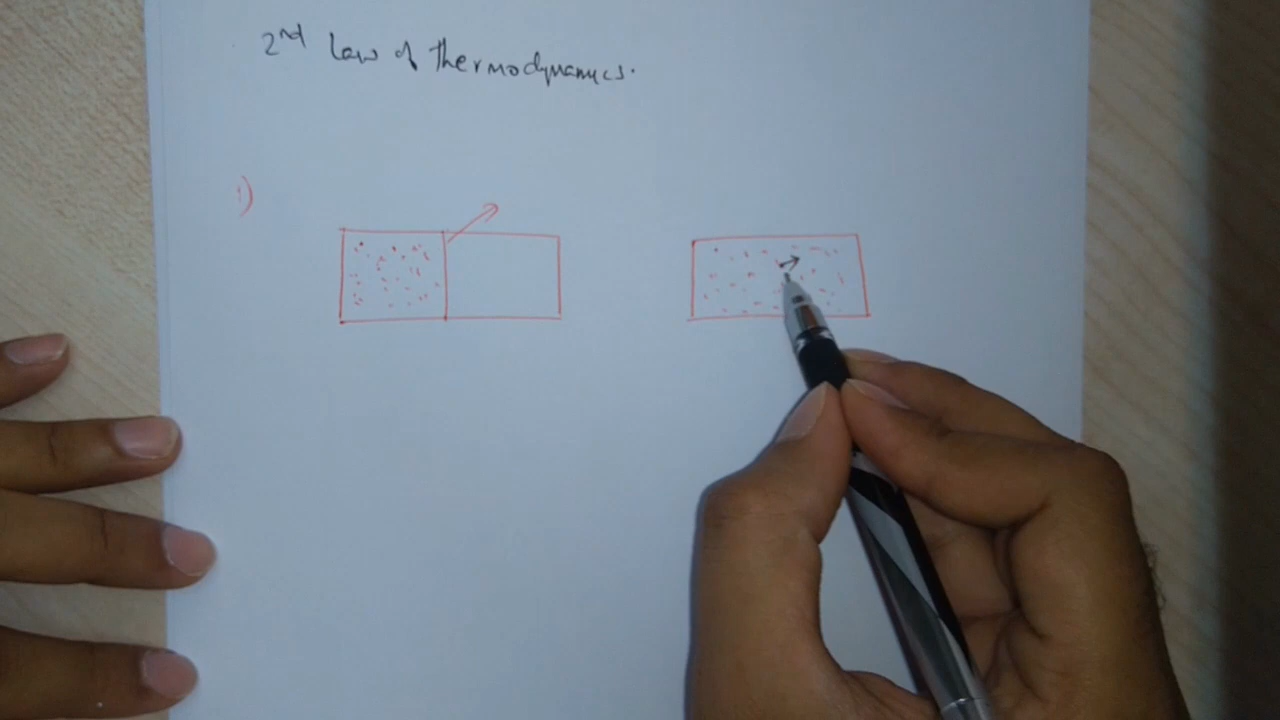 2nd Law of Thermodynamics.
1)